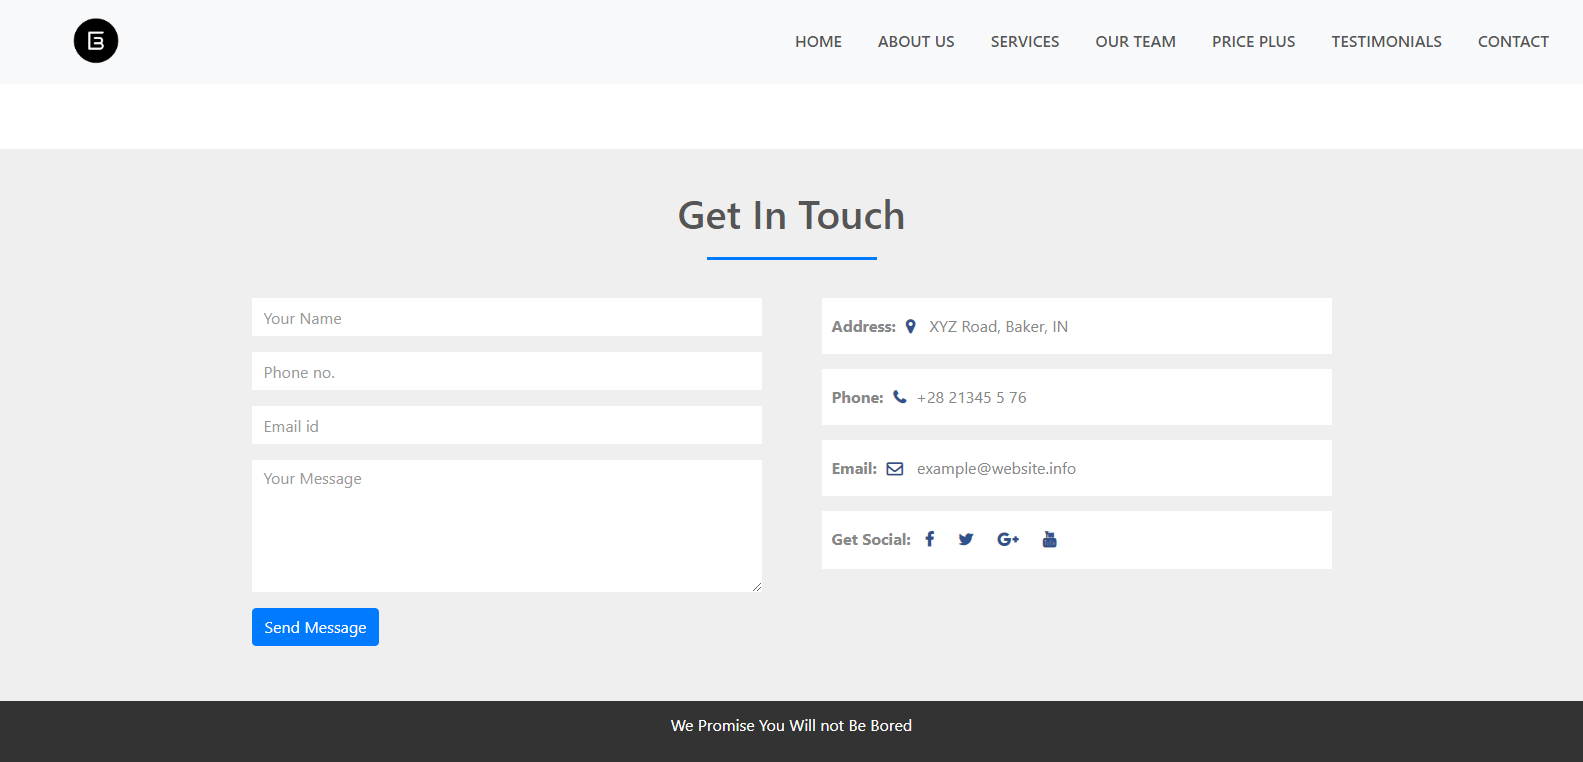 HOME ABOUT US SERVICES OUR TEAM PRICE PLUS TESTIMONIALS CONTACT
Get In Touch
Your Name
Phone no.
Email id
Your Message
Send Message
Address: XYZ Road, Baker, IN
Phone: +28 21345 5 76
Email: example@website.info
Get Social:
We Promise You Will not Be Bored